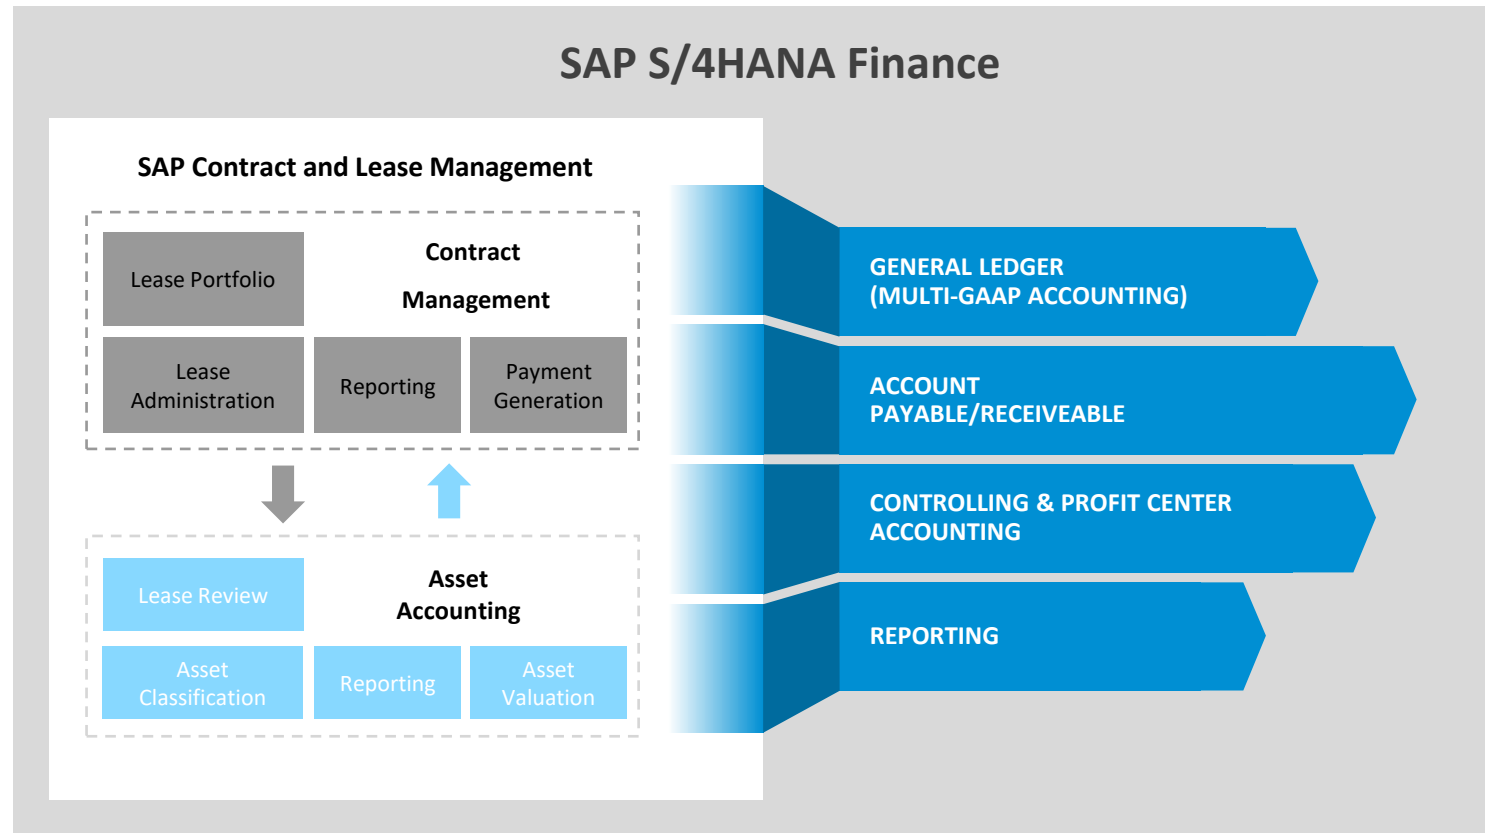 SAP S/4HANA Finance
SAP Contract and Lease Management
Lease Portfolio
Contract
Management
Lease
Administration
Reporting
Payment
Generation
Lease Review
Asset
Accounting
Asset
Classification
Reporting
Asset
Valuation
GENERAL LEDGER
(MULTI-GAAP ACCOUNTING)
ACCOUNT
PAYABLE/RECEIVEABLE
CONTROLLING & PROFIT CENTER
ACCOUNTING
REPORTING